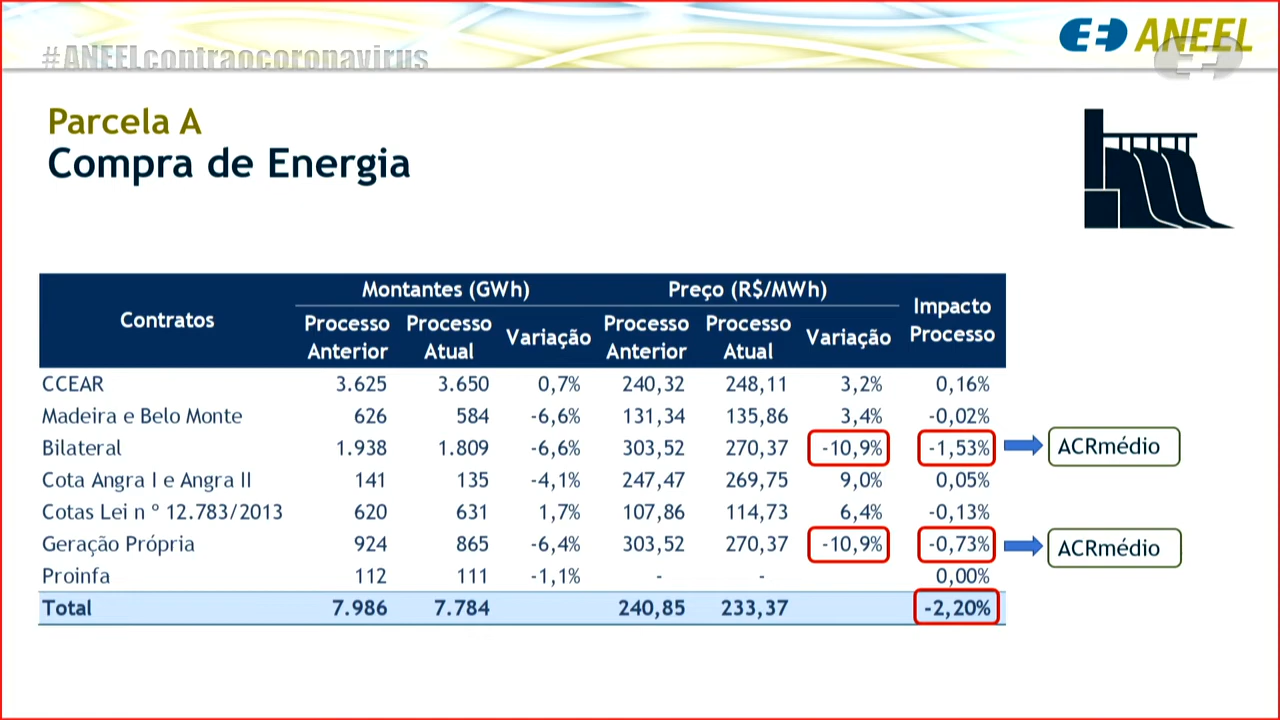 #ANEELcontraocoronavirus
ANEEL
Parcela A
Compra de Energia
Contratos Montantes (GWh) Preço (R$/MWh) Impacto Processo
Processo Anterior Processo Atual Variação Processo Anterior Processo Atual Variação
CCEAR 3.625 3.650 0,7% 240,32 248,11 3,2% 0,16%
Madeira e Belo Monte 626 584 -6,6% 131,34 135,86 3,4% -0,02%
Bilateral 1.938 1.809 -6,6% 303,52 270,37 -10,9% -1,53% ACRmédio
Cota Angra I e Angra II 141 135 -4,1% 247,47 269,75 9,0% 0,05%
Cotas Lei n º 12.783/2013 620 631 1,7% 107,86 114,73 6,4% -0,13%
Geração Própria 924 865 -6,4% 303,52 270,37 -10,9% -0,73% ACRmédio
Proinfa 112 111 -1,1% - - 0,00%
Total 7.986 7.784 240,85 233,37 -2,20%